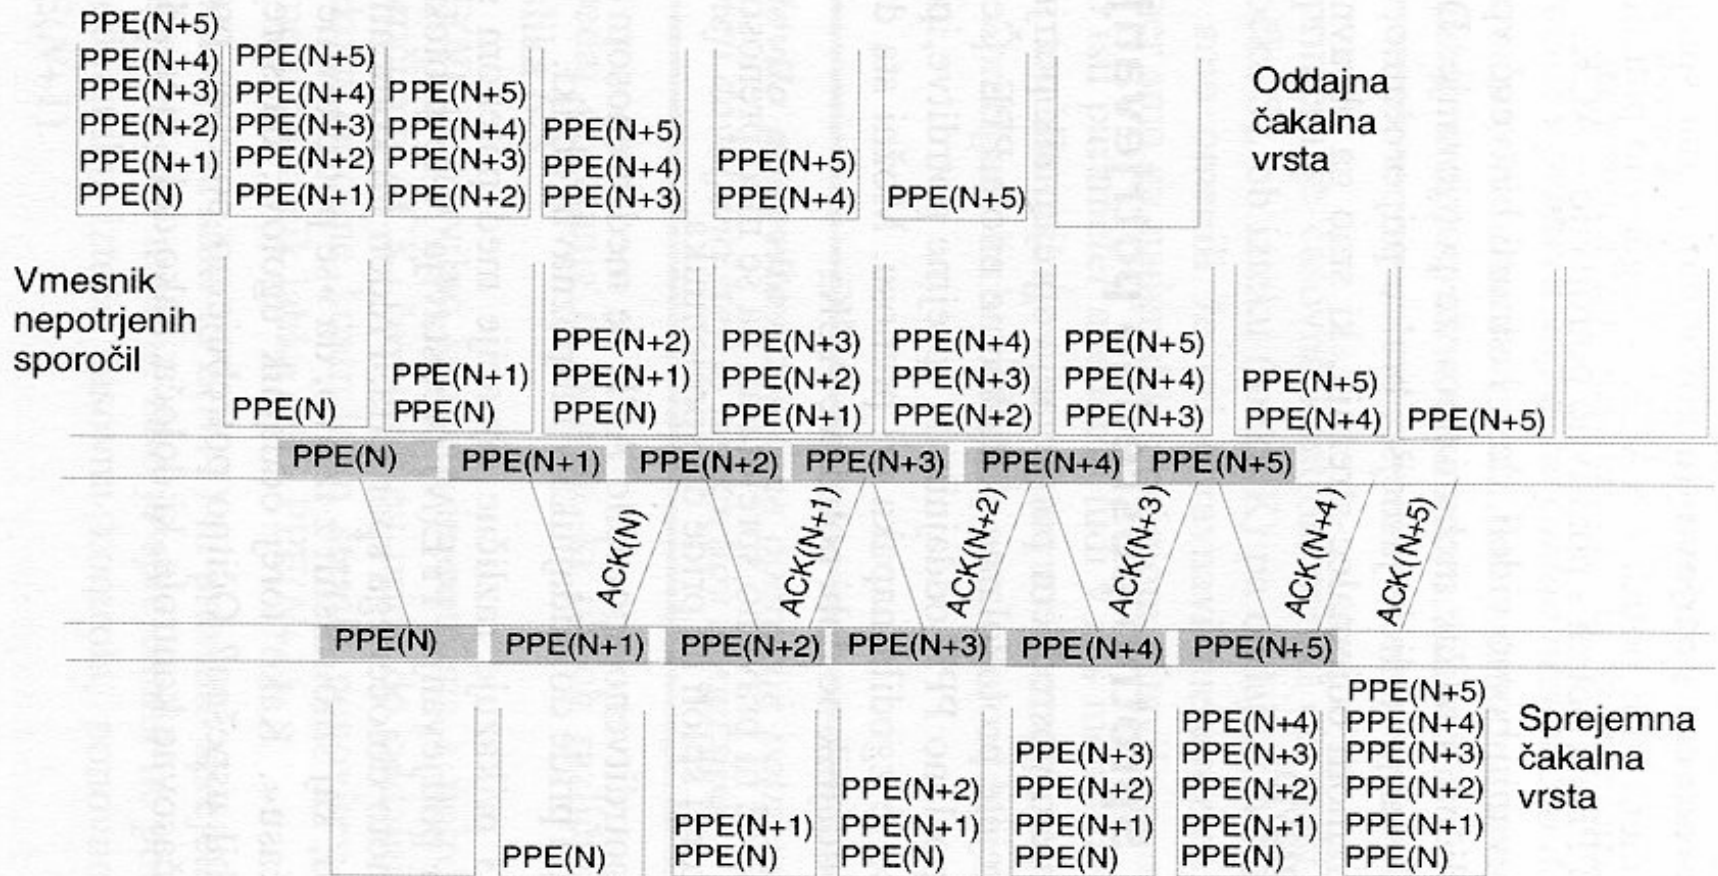 PPE(N+5)
PPE(N+4) PPE(N+5)
PPE(N+3) PPE(N+4) PPE(N+5)
PPE(N+2) PPE(N+3) PPE(N+4) PPE(N+5)
PPE(N+1) PPE(N+2) PPE(N+3) PPE(N+4) PPE(N+5)
PPE(N) PPE(N+1) PPE(N+2) PPE(N+3) PPE(N+4) PPE(N+5)
Oddajna
čakalna
vrsta
Vmesnik
nepotrjenih
sporočil
PPE(N+2) PPE(N+3) PPE(N+4) PPE(N+5)
PPE(N+1) PPE(N+1) PPE(N+2) PPE(N+3) PPE(N+4) PPE(N+5)
PPE(N) PPE(N) PPE(N) PPE(N+1) PPE(N+2) PPE(N+3) PPE(N+4) PPE(N+5)
PPE(N) PPE(N+1) PPE(N+2) PPE(N+3) PPE(N+4) PPE(N+5)
ACK(N) ACK(N+1) ACK(N+2) ACK(N+3) ACK(N+4) ACK(N+5)
PPE(N) PPE(N+1) PPE(N+2) PPE(N+3) PPE(N+4) PPE(N+5)
PPE(N+5)
PPE(N+4) PPE(N+4)
PPE(N+3) PPE(N+3) PPE(N+3)
PPE(N+2) PPE(N+2) PPE(N+2) PPE(N+2)
PPE(N+1) PPE(N+1) PPE(N+1) PPE(N+1) PPE(N+1)
PPE(N) PPE(N) PPE(N) PPE(N) PPE(N) PPE(N)
Sprejemna
čakalna
vrsta